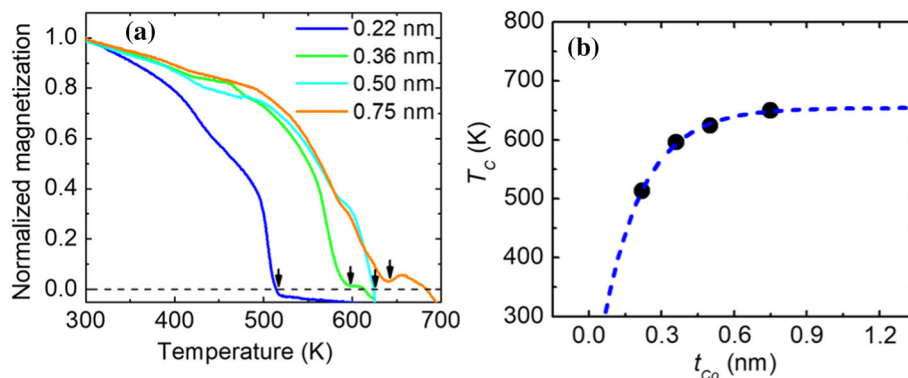 (a)
0.22 nm
0.36 nm
0.50 nm
0.75 nm
Normalized magnetization
1.0
0.8
0.6
0.4
0.2
0.0
300
400
500
600
700
Temperature (K)
(b)
T_C (K)
800
700
600
500
400
300
0.0
0.3
0.6
0.9
1.2
t_Co (nm)